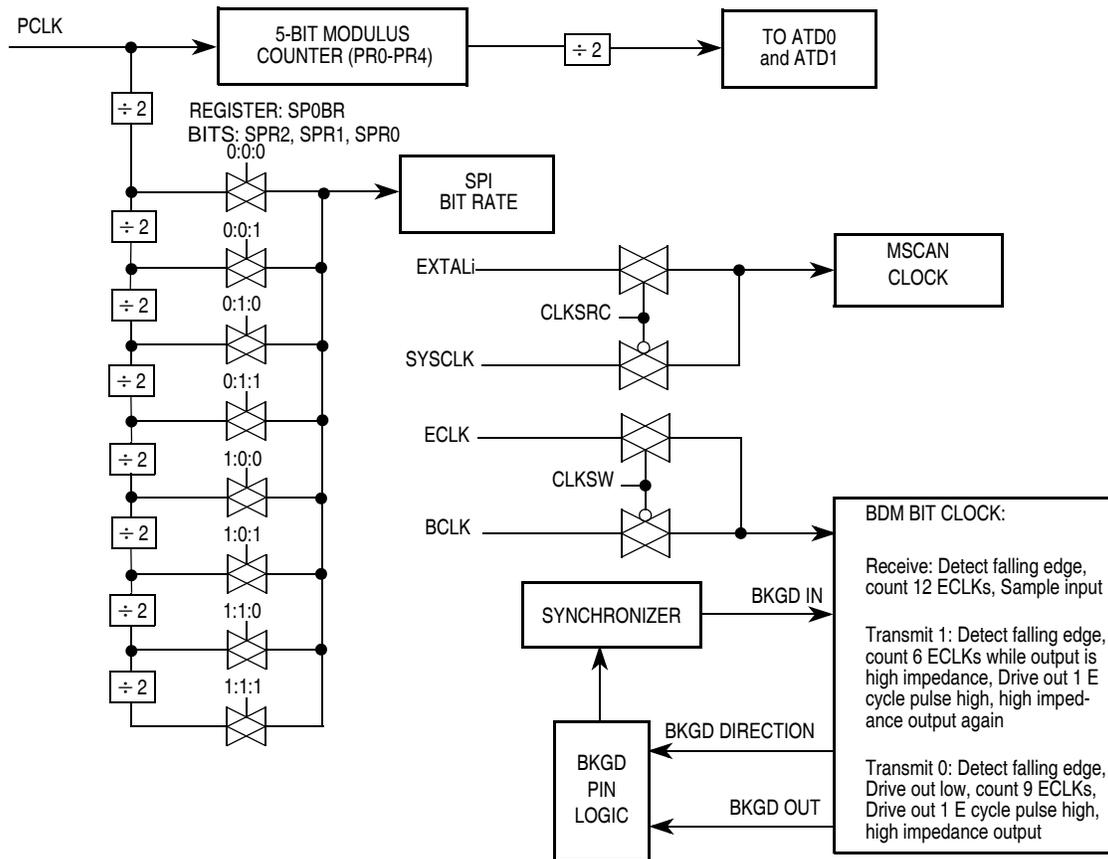 PCLK
5-BIT MODULUS
COUNTER (PR0-PR4)
÷ 2
TO ATD0
and ATD1
÷ 2
REGISTER: SP0BR
BITS: SPR2, SPR1, SPR0
0:0:0
SPI
BIT RATE
÷ 2
0:0:1
÷ 2
0:1:0
÷ 2
0:1:1
÷ 2
1:0:0
÷ 2
1:0:1
÷ 2
1:1:0
÷ 2
1:1:1
EXTALi
MSCAN
CLOCK
CLKSRC
SYSCLK
ECLK
CLKSW
BCLK
BDM BIT CLOCK:
Receive: Detect falling edge,
count 12 ECLKs, Sample input
Transmit 1: Detect falling edge,
count 6 ECLKs while output is
high impedance, Drive out 1 E
cycle pulse high, high imped-
ance output again
Transmit 0: Detect falling edge,
Drive out low, count 9 ECLKs,
Drive out 1 E cycle pulse high,
high impedance output
SYNCHRONIZER
BKGD IN
BKGD DIRECTION
BKGD
PIN
LOGIC
BKGD OUT